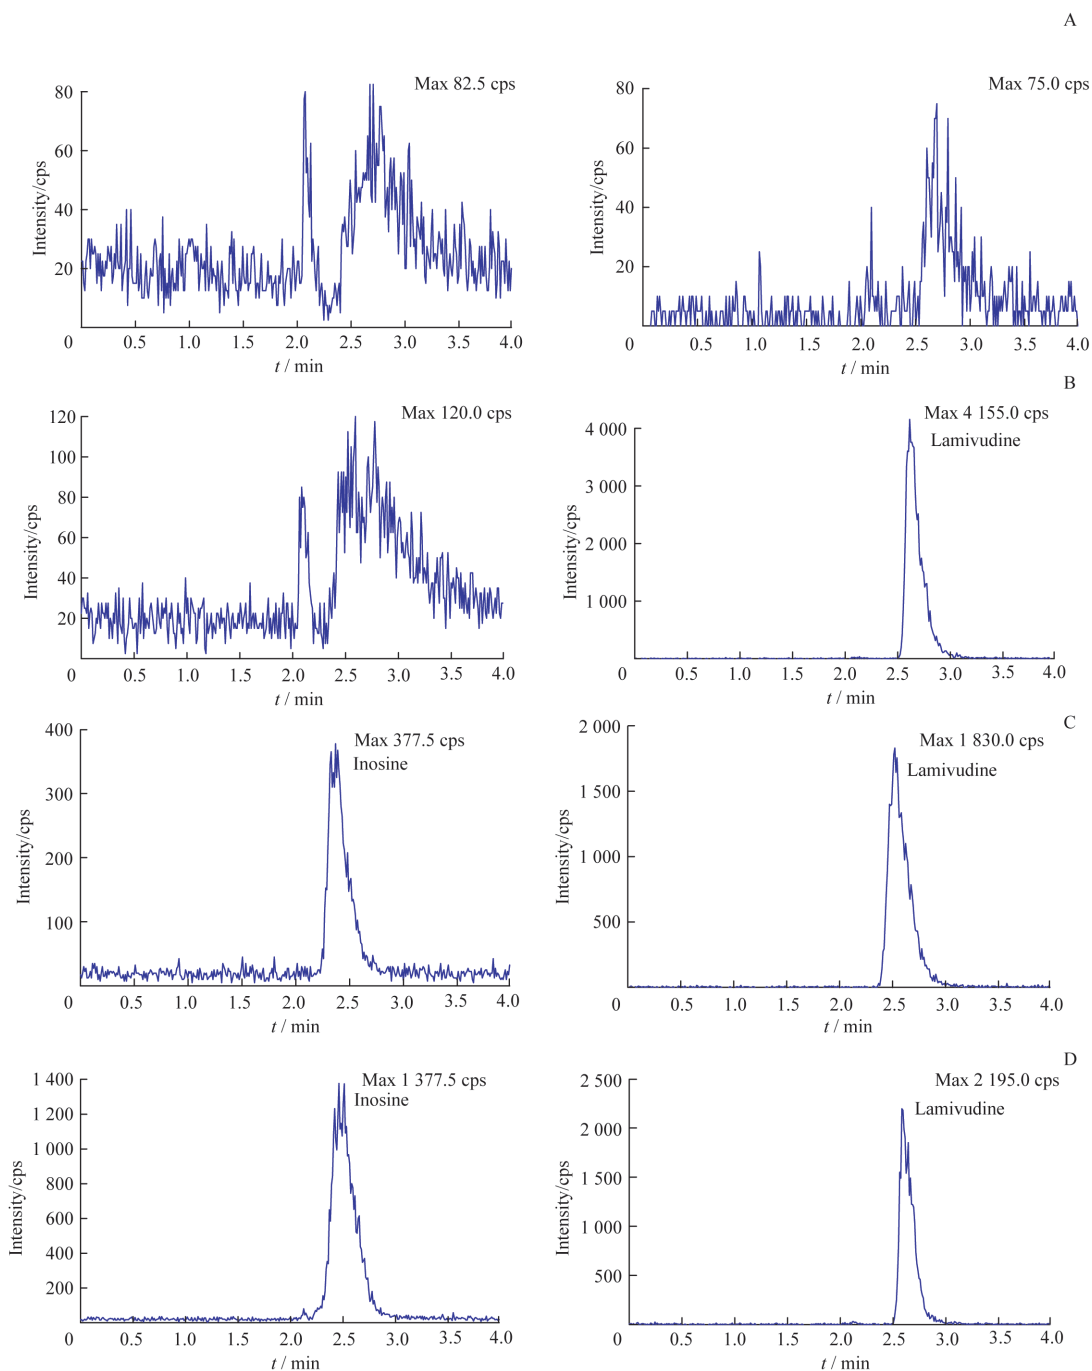 A
Max 82.5 cps
Intensity/cps
80
60
40
20
0 0.5 1.0 1.5 2.0 2.5 3.0 3.5 4.0
t / min
Max 75.0 cps
Intensity/cps
80
60
40
20
0 0.5 1.0 1.5 2.0 2.5 3.0 3.5 4.0
t / min
B
Max 120.0 cps
Intensity/cps
120
100
80
60
40
20
0 0.5 1.0 1.5 2.0 2.5 3.0 3.5 4.0
t / min
Max 4 155.0 cps
Lamivudine
Intensity/cps
4 000
3 000
2 000
1 000
0 0.5 1.0 1.5 2.0 2.5 3.0 3.5 4.0
t / min
C
Max 377.5 cps
Inosine
Intensity/cps
400
300
200
100
0 0.5 1.0 1.5 2.0 2.5 3.0 3.5 4.0
t / min
Max 1 830.0 cps
Lamivudine
Intensity/cps
2 000
1 500
1 000
500
0 0.5 1.0 1.5 2.0 2.5 3.0 3.5 4.0
t / min
D
Max 1 377.5 cps
Inosine
Intensity/cps
1 400
1 200
1 000
800
600
400
200
0 0.5 1.0 1.5 2.0 2.5 3.0 3.5 4.0
t / min
Max 2 195.0 cps
Lamivudine
Intensity/cps
2 500
2 000
1 500
1 000
500
0 0.5 1.0 1.5 2.0 2.5 3.0 3.5 4.0
t / min